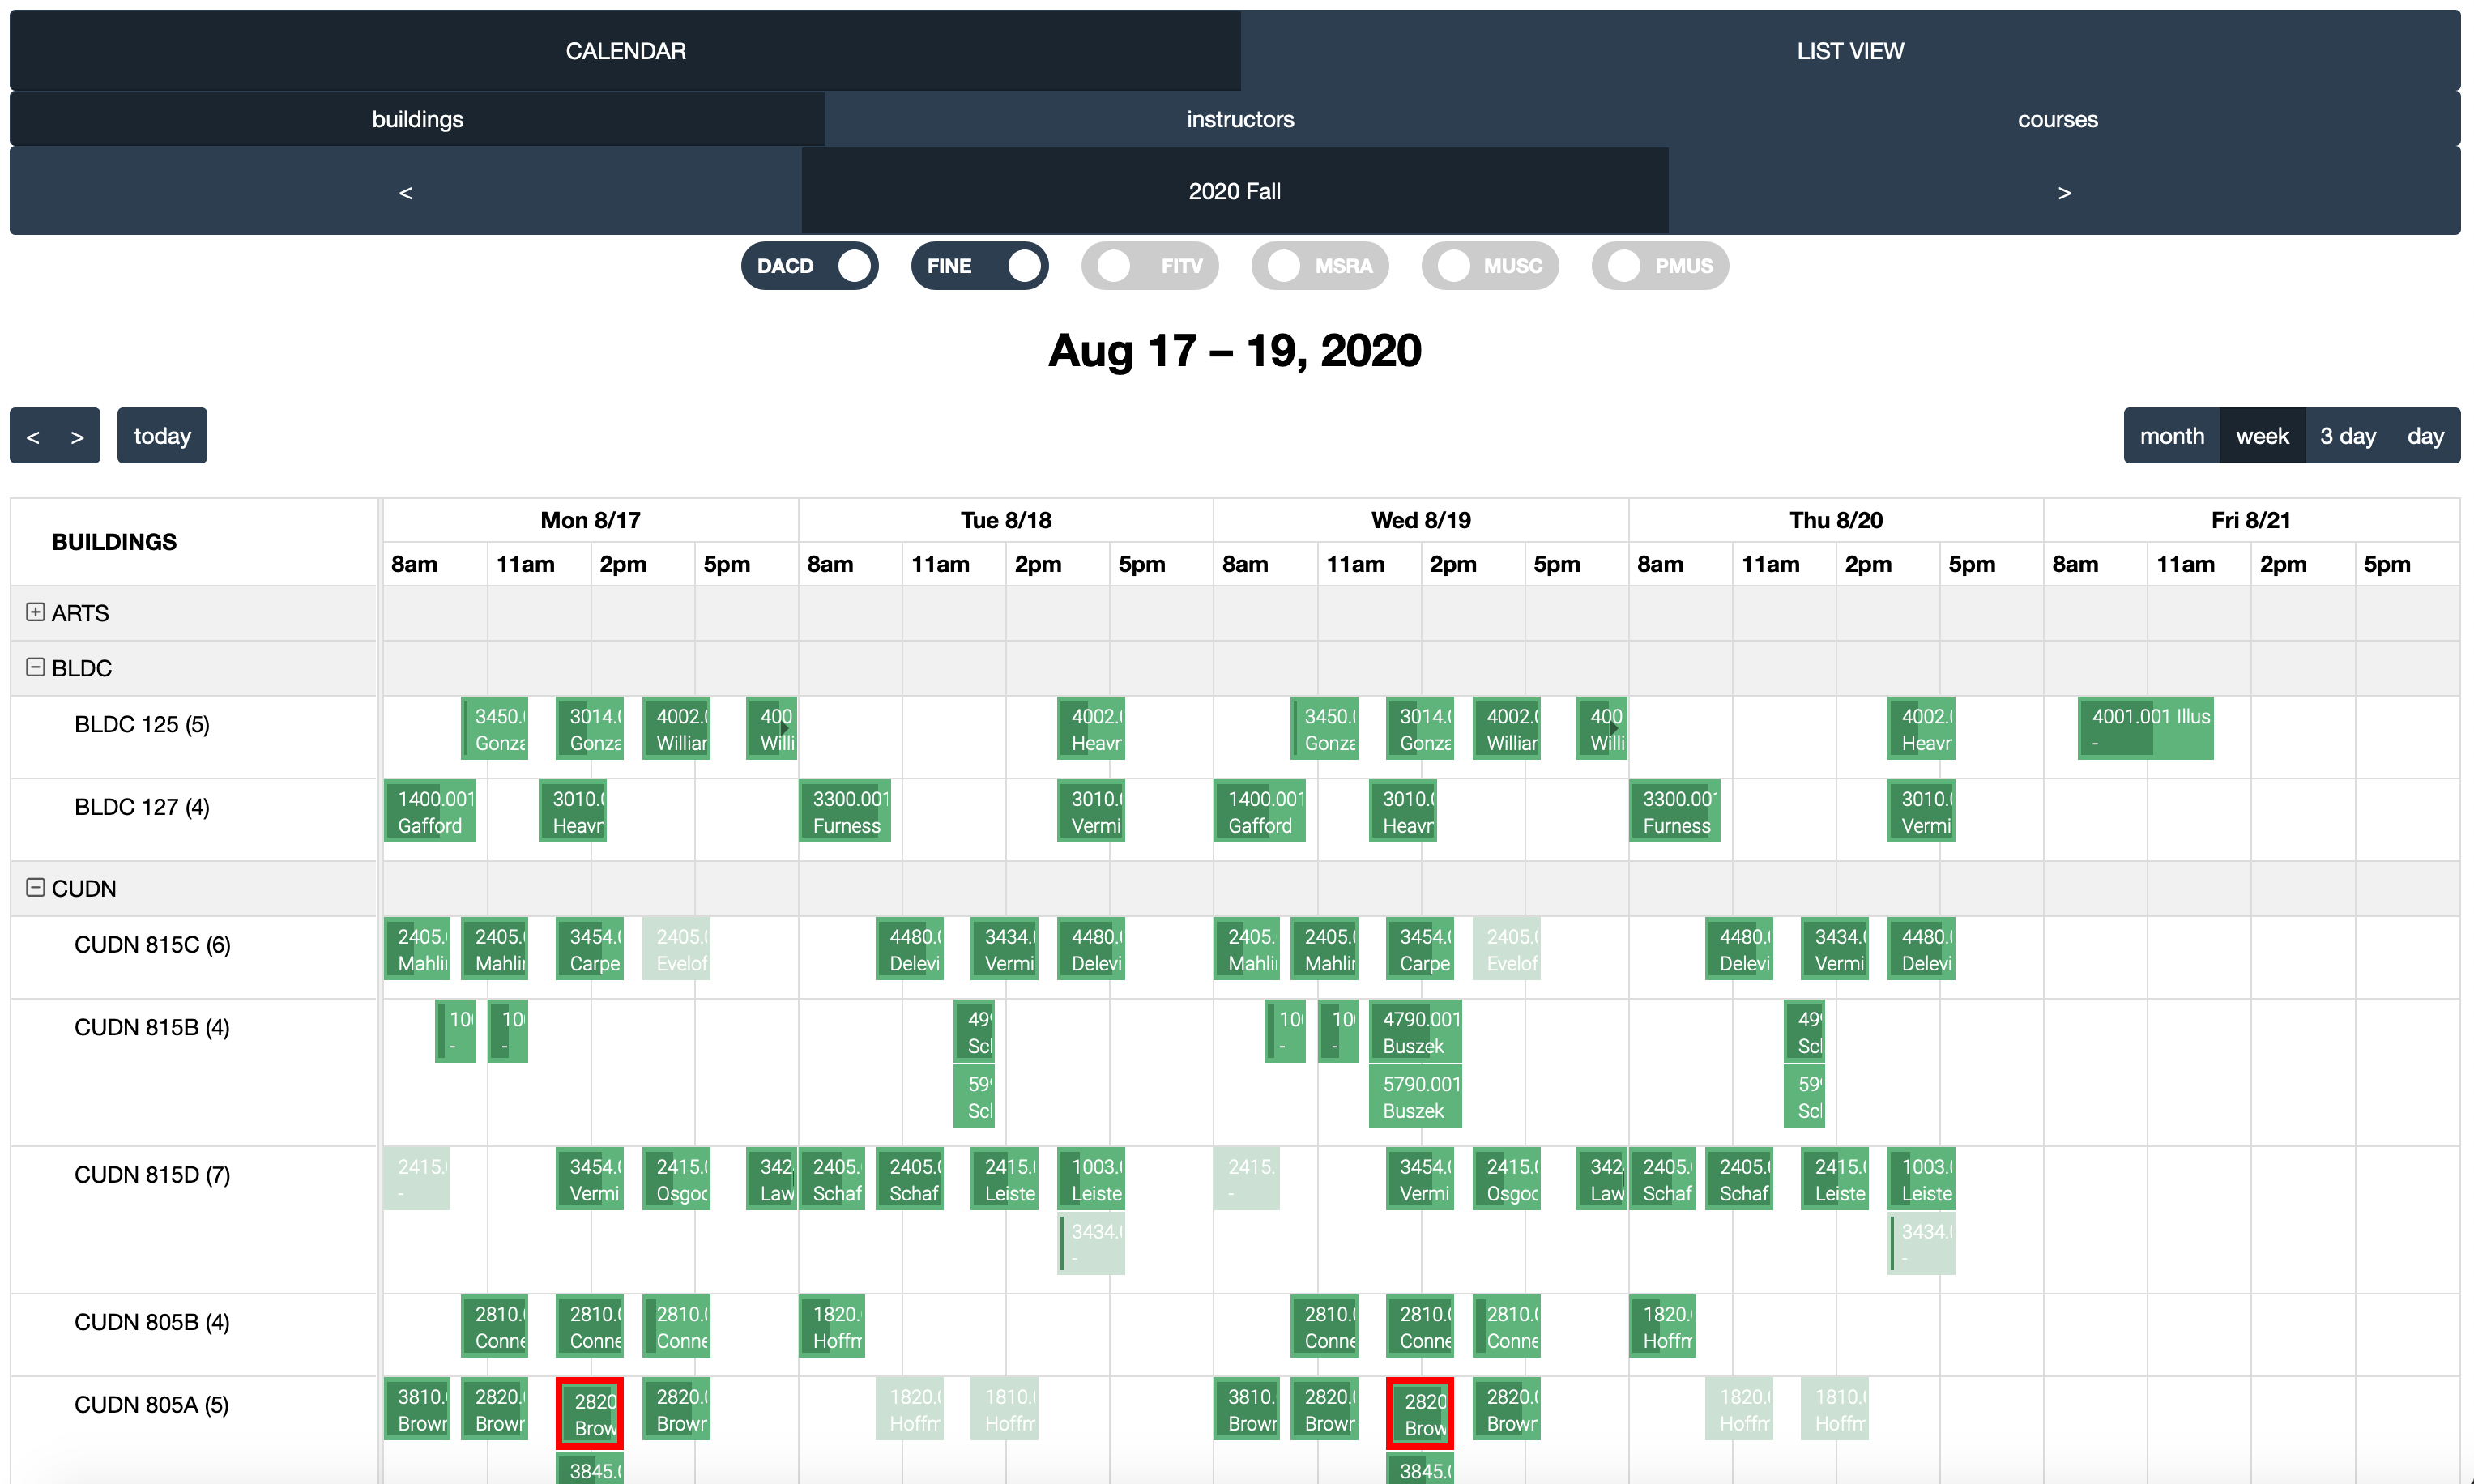 CALENDAR LIST VIEW
buildings instructors courses
< 2020 Fall >
DACD FINE FITV MSRA MUSC PMUS
Aug 17 – 19, 2020
< > today month week 3 day day
BUILDINGS Mon 8/17 Tue 8/18 Wed 8/19 Thu 8/20 Fri 8/21
8am 11am 2pm 5pm 8am 11am 2pm 5pm 8am 11am 2pm 5pm 8am 11am 2pm 5pm 8am 11am 2pm 5pm
ARTS
BLDC
BLDC 125 (5) 3450. 3014. 4002. 400 4002. 3450. 3014. 4002. 400 4002. 4001.001 Illus
Gonza Gonza Williar Willi Heavr Gonza Gonza Williar Willi Heavr -
BLDC 127 (4) 1400.001 3010. 3300.001 3010. 1400.001 3010. 3300.00 3010.
Gafford Heavr Furness Vermi Gafford Heavr Furness Vermi
CUDN
CUDN 815C (6) 2405. 2405. 3454. 2405. 4480. 3434. 4480. 2405. 2405. 3454. 2405. 4480. 3434. 4480.
Mahli Mahlir Carpe Evelof Delevi Vermi Delevi Mahli Mahlir Carpe Evelof Delevi Vermi Delevi
CUDN 815B (4) 10 10 49 10 10 4790.001 49
- - Scl - - Buszek Scl
59 5790.001 59
Scl Buszek Scl
CUDN 815D (7) 2415. 3454. 2415. 342 2405. 2405. 2415. 1003. 2415. 3454. 2415. 342 2405. 2405. 2415. 1003.
- Vermi Osgoo Law Schaf Schaf Leiste Leiste - Vermi Osgoo Law Schaf Schaf Leiste Leiste
3434. 3434.
- -
CUDN 805B (4) 2810. 2810. 2810. 1820. 2810. 2810. 2810. 1820.
Conne Conne Conne Hoffm Conne Conne Conne Hoffm
CUDN 805A (5) 3810. 2820. 2820 2820. 1820. 1810. 3810. 2820. 2820 2820. 1820. 1810.
Browr Browr Brow Browr Hoffm Hoffm Browr Browr Brow Browr Hoffm Hoffm
3845. 3845.